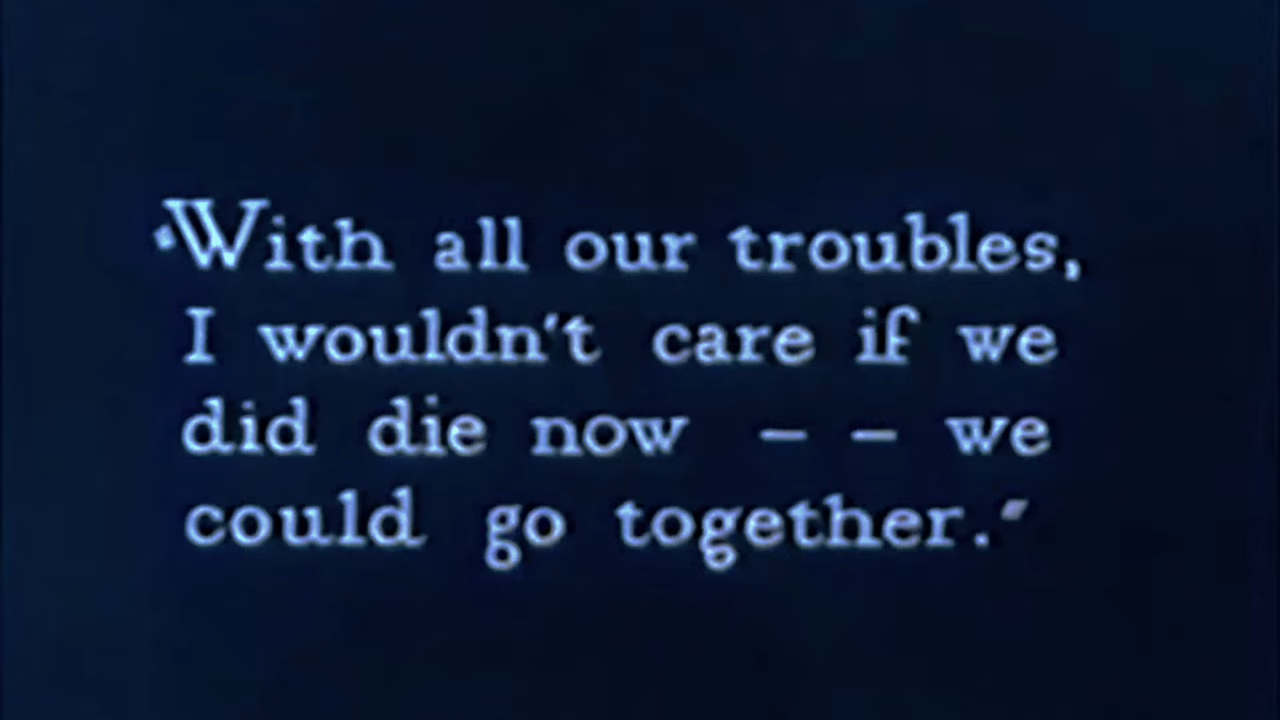 "With all our troubles,
I wouldn't care if we
did die now – – we
could go together."